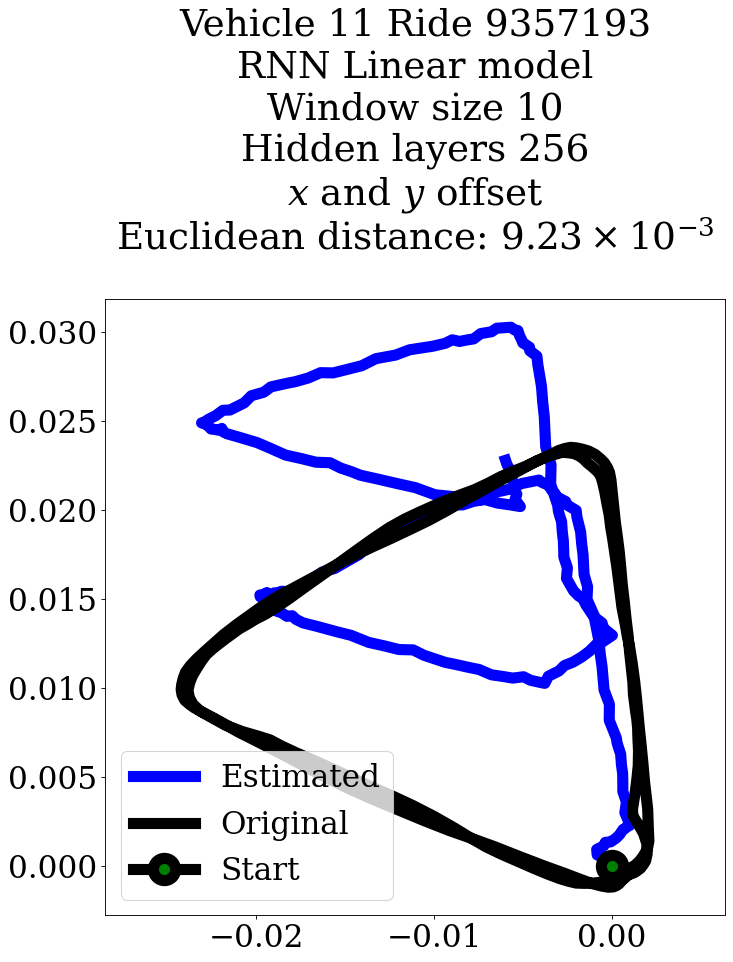 Vehicle 11 Ride 9357193
RNN Linear model
Window size 10
Hidden layers 256
x and y offset
Euclidean distance: 9.23 × 10⁻³
0.030
0.025
0.020
0.015
0.010
0.005
0.000
Estimated
Original
Start
−0.02
−0.01
0.00